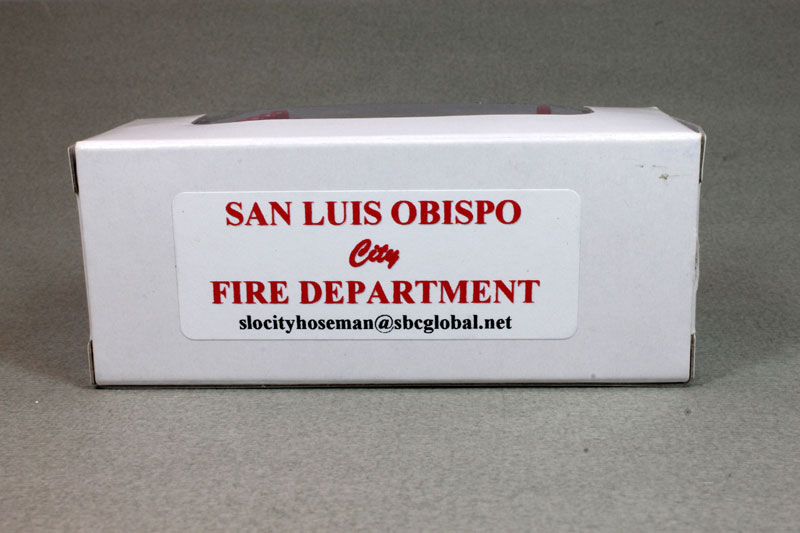 SAN LUIS OBISPO
City
FIRE DEPARTMENT
slocityhoseman@sbcglobal.net